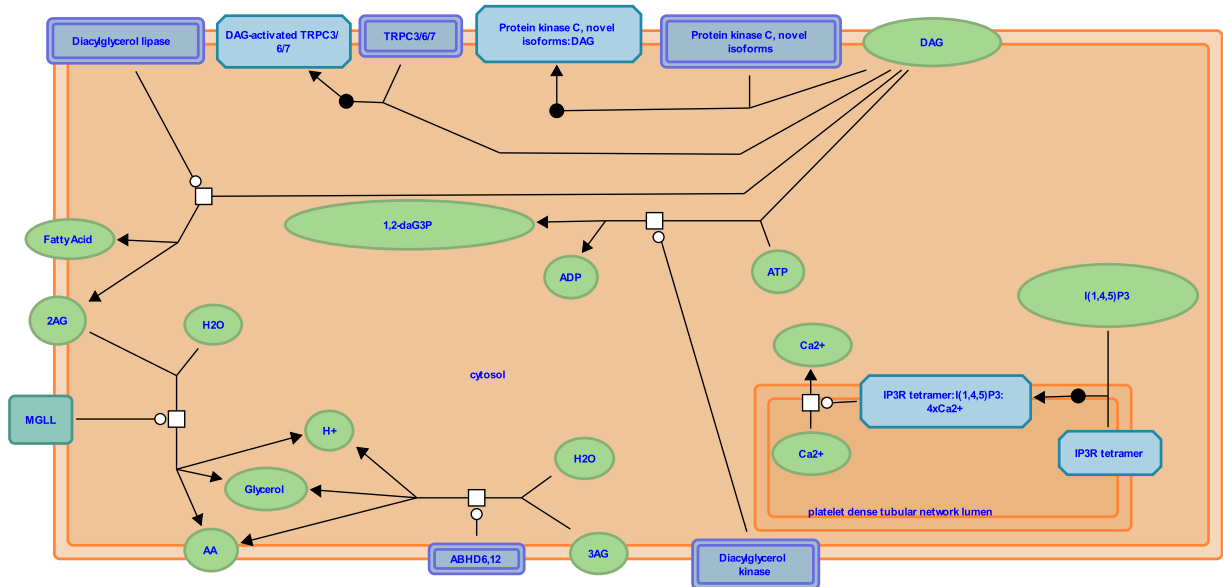 Diacylglycerol lipase
DAG-activated TRPC3/
6/7
TRPC3/6/7
Protein kinase C, novel
isoforms:DAG
Protein kinase C, novel
isoforms
DAG
Fatty Acid
1,2-daG3P
ADP
ATP
I(1,4,5)P3
2AG
H2O
Ca2+
cytosol
MGLL
IP3R tetramer:I(1,4,5)P3:
4xCa2+
H+
Ca2+
IP3R tetramer
H2O
Glycerol
platelet dense tubular network lumen
AA
ABHD6,12
3AG
Diacylglycerol
kinase